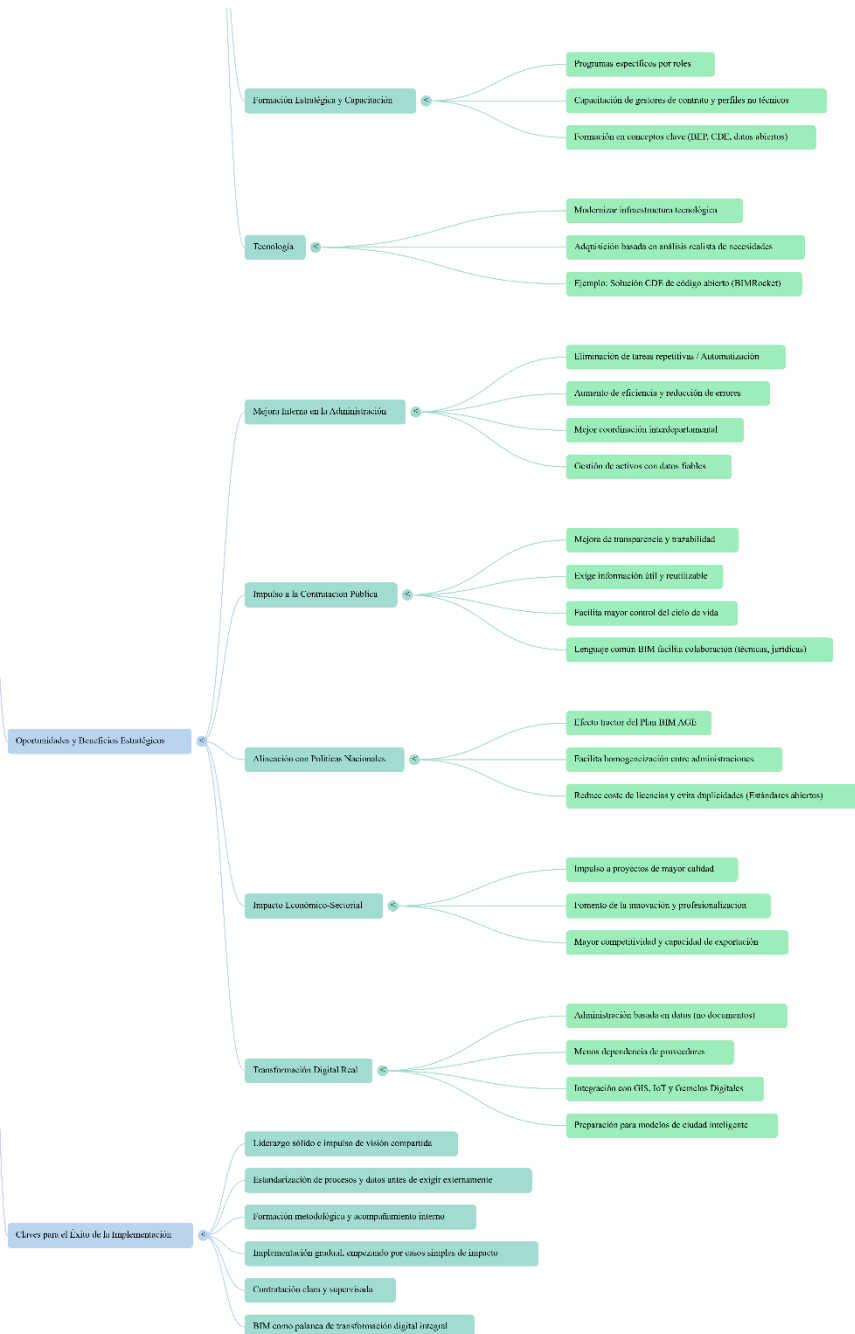 Formación Estratégica y Capacitación
Programas específicos por roles
Capacitación de gestores de contrato y perfiles no técnicos
Formación en conceptos clave (BEP, CDE, datos abiertos)
Tecnología
Modernizar infraestructura tecnológica
Adquisición basada en análisis realista de necesidades
Ejemplo: Solución CDE de código abierto (BIMRocket)
Oportunidades y Beneficios Estratégicos
Mejora Interna en la Administración
Eliminación de tareas repetitivas / Automatización
Aumento de eficiencia y reducción de errores
Mejor coordinación interdepartamental
Gestión de activos con datos fiables
Impulso a la Contratación Pública
Mejora de transparencia y trazabilidad
Exige información útil y reutilizable
Facilita mayor control del ciclo de vida
Lenguaje común BIM facilita colaboración (técnicas, jurídicas)
Alineación con Políticas Nacionales
Efecto tractor del Plan BIM AGE
Facilita homogeneización entre administraciones
Reduce coste de licencias y evita duplicidades (Estándares abiertos)
Impacto Económico-Sectorial
Impulso a proyectos de mayor calidad
Fomento de la innovación y profesionalización
Mayor competitividad y capacidad de exportación
Transformación Digital Real
Administración basada en datos (no documentos)
Menos dependencia de proveedores
Integración con GIS, IoT y Gemelos Digitales
Preparación para modelos de ciudad inteligente
Claves para el Éxito de la Implementación
Liderazgo sólido e impulso de visión compartida
Estandarización de procesos y datos antes de exigir externamente
Formación metodológica y acompañamiento interno
Implementación gradual, empezando por casos simples de impacto
Contratación clara y supervisada
BIM como palanca de transformación digital integral